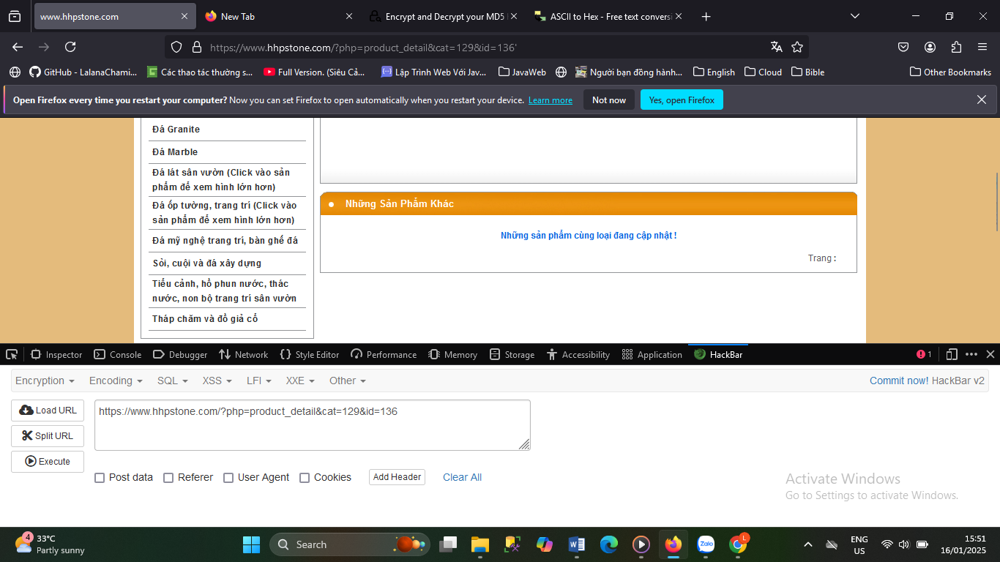 www.hhpstone.com
New Tab
Encrypt and Decrypt your MD5
ASCII to Hex - Free text convers
https://www.hhpstone.com/?php=product_detail&cat=129&id=136'
GitHub - LalanaChami...
Các thao tác thường s...
Full Version. (Siêu Cả...
Lập Trình Web Với Jav...
JavaWeb
Người bạn đồng hành...
English
Cloud
Bible
Other Bookmarks
Open Firefox every time you restart your computer? Now you can set Firefox to open automatically when you restart your device. Learn more
Not now
Yes, open Firefox
Đá Granite
Đá Marble
Đá lát sân vườn (Click vào sản
phẩm để xem hình lớn hơn)
Đá ốp tường, trang trí (Click vào
sản phẩm để xem hình lớn hơn)
Đá mỹ nghệ trang trí, bàn ghế đá
Sỏi, cuội và đá xây dựng
Tiểu cảnh, hồ phun nước, thác
nước, non bộ trang trí sân vườn
Tháp chăm và đồ giả cổ
Những Sản Phẩm Khác
Những sản phẩm cùng loại đang cập nhật !
Trang :
Inspector
Console
Debugger
Network
Style Editor
Performance
Memory
Storage
Accessibility
Application
HackBar
1
Encryption
Encoding
SQL
XSS
LFI
XXE
Other
Commit now! HackBar v2
Load URL
Split URL
Execute
https://www.hhpstone.com/?php=product_detail&cat=129&id=136
Post data
Referer
User Agent
Cookies
Add Header
Clear All
Activate Windows
Go to Settings to activate Windows.
4
33°C
Partly sunny
Search
Zalo
L
ENG
US
15:51
16/01/2025